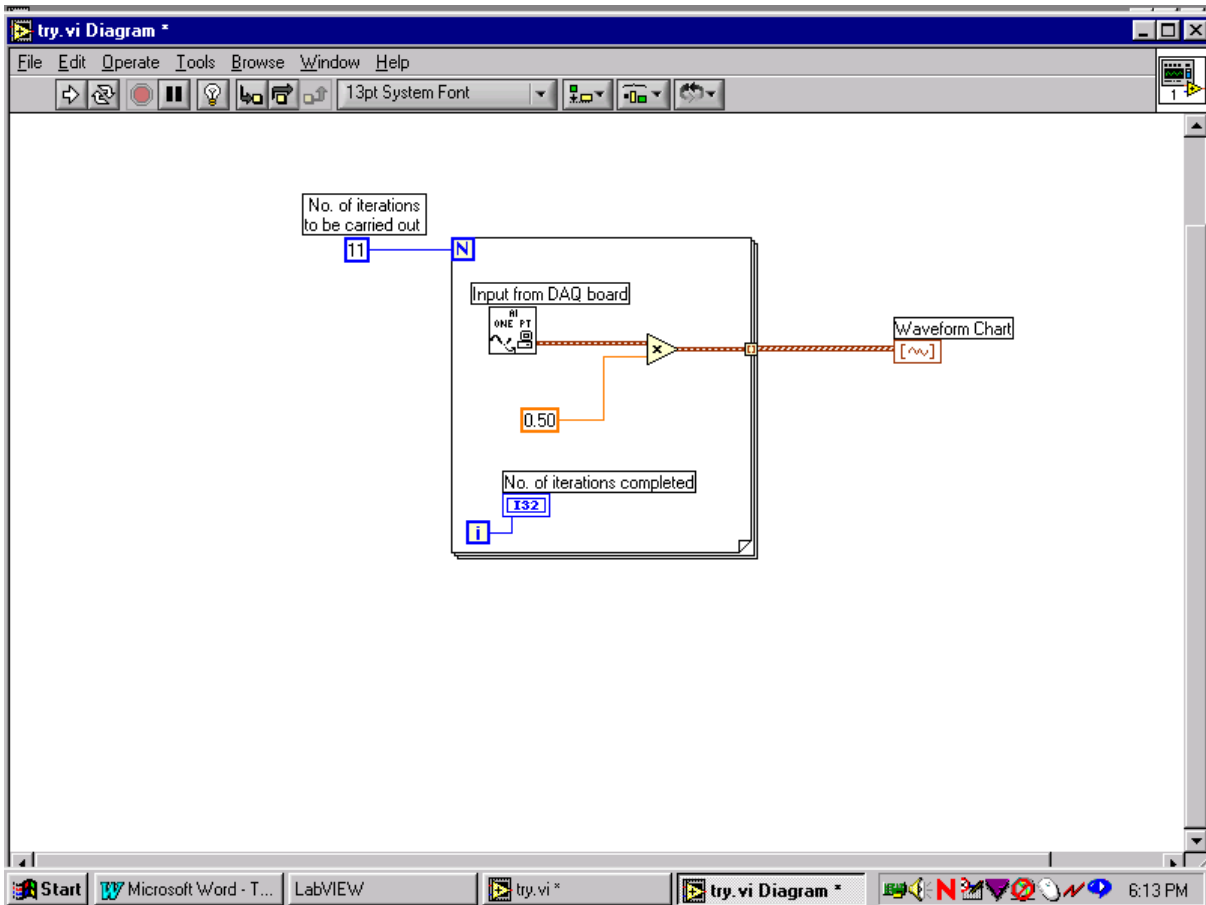 try.vi Diagram *
File Edit Operate Tools Browse Window Help
13pt System Font
1
No. of iterations
to be carried out
11
N
Input from DAQ board
AI
ONE PT
x
Waveform Chart
0.50
No. of iterations completed
I32
i
Start
Microsoft Word - T...
LabVIEW
try.vi *
try.vi Diagram *
N
6:13 PM